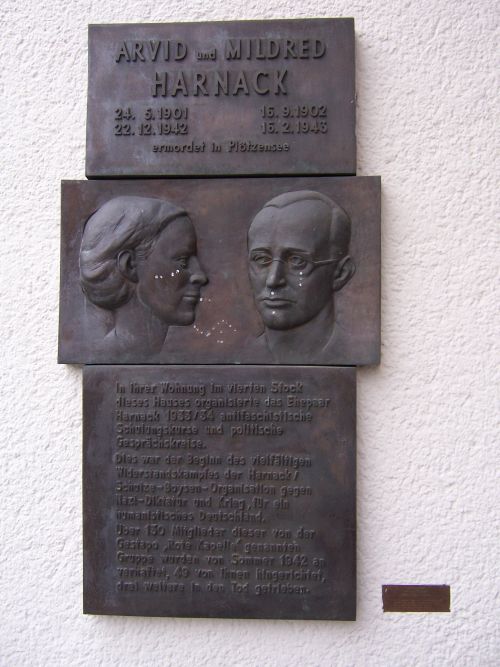 ARVID und MILDRED
HARNACK
24. 5.1901 16.9.1902
22.12.1942 16.2.1943
ermordet in Plötzensee
In ihrer Wohnung im vierten Stock
dieses Hauses organisierte das Ehepaar
Harnack 1933/34 antifaschistische
Schulungskurse und politische
Gesprächskreise.
Dies war der Beginn des vielfältigen
Widerstandskampfes der Harnack/
Schulze-Boysen-Organisation gegen
Nazi-Diktatur und Krieg, für ein
humanistisches Deutschland.
Über 130 Mitglieder dieser von der
Gestapo „Rote Kapelle" genannten
Gruppe wurden von Sommer 1942 an
verhaftet, 49 von ihnen hingerichtet,
drei weitere in den Tod getrieben.